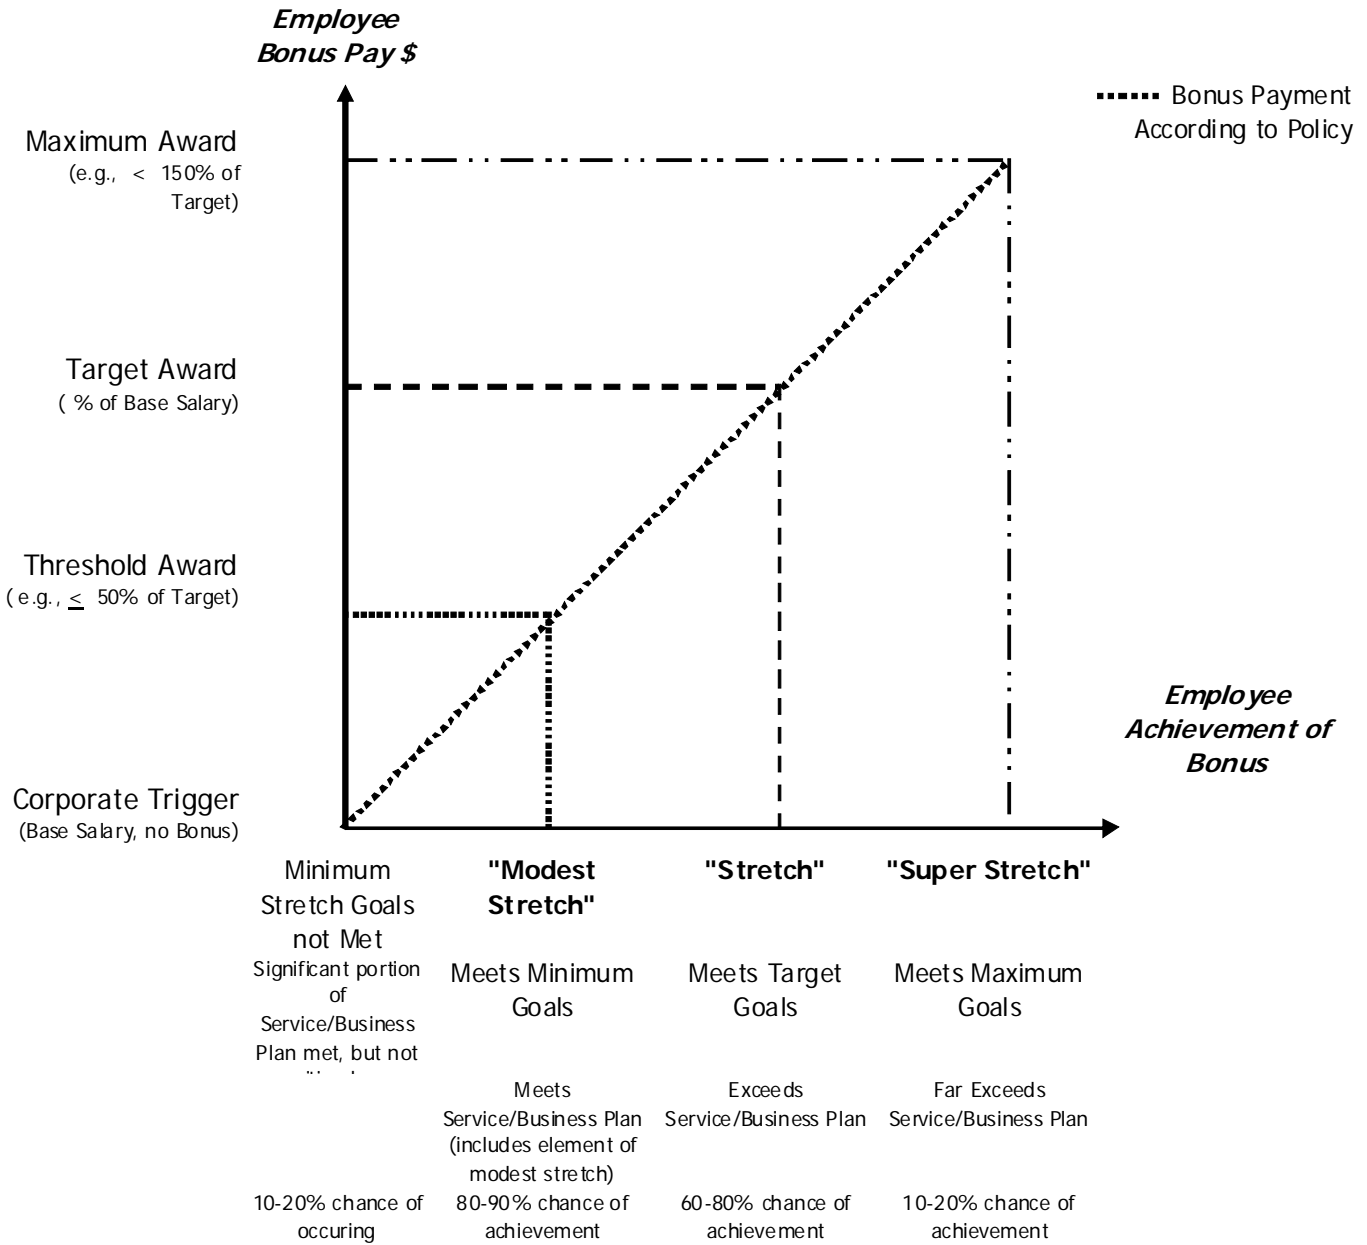 Employee
Bonus Pay $
Bonus Payment
According to Policy
Maximum Award
(e.g., < 150% of
Target)
Target Award
( % of Base Salary)
Threshold Award
(e.g., ≤ 50% of Target)
Employee
Achievement of
Bonus
Corporate Trigger
(Base Salary, no Bonus)
Minimum
Stretch Goals
not Met
Significant portion
of
Service/Business
Plan met, but not
"Modest
Stretch"
Meets Minimum
Goals
Meets
Service/Business Plan
(includes element of
modest stretch)
"Stretch"
Meets Target
Goals
Exceeds
Service/Business Plan
"Super Stretch"
Meets Maximum
Goals
Far Exceeds
Service/Business Plan
10-20% chance of
occuring
80-90% chance of
achievement
60-80% chance of
achievement
10-20% chance of
achievement